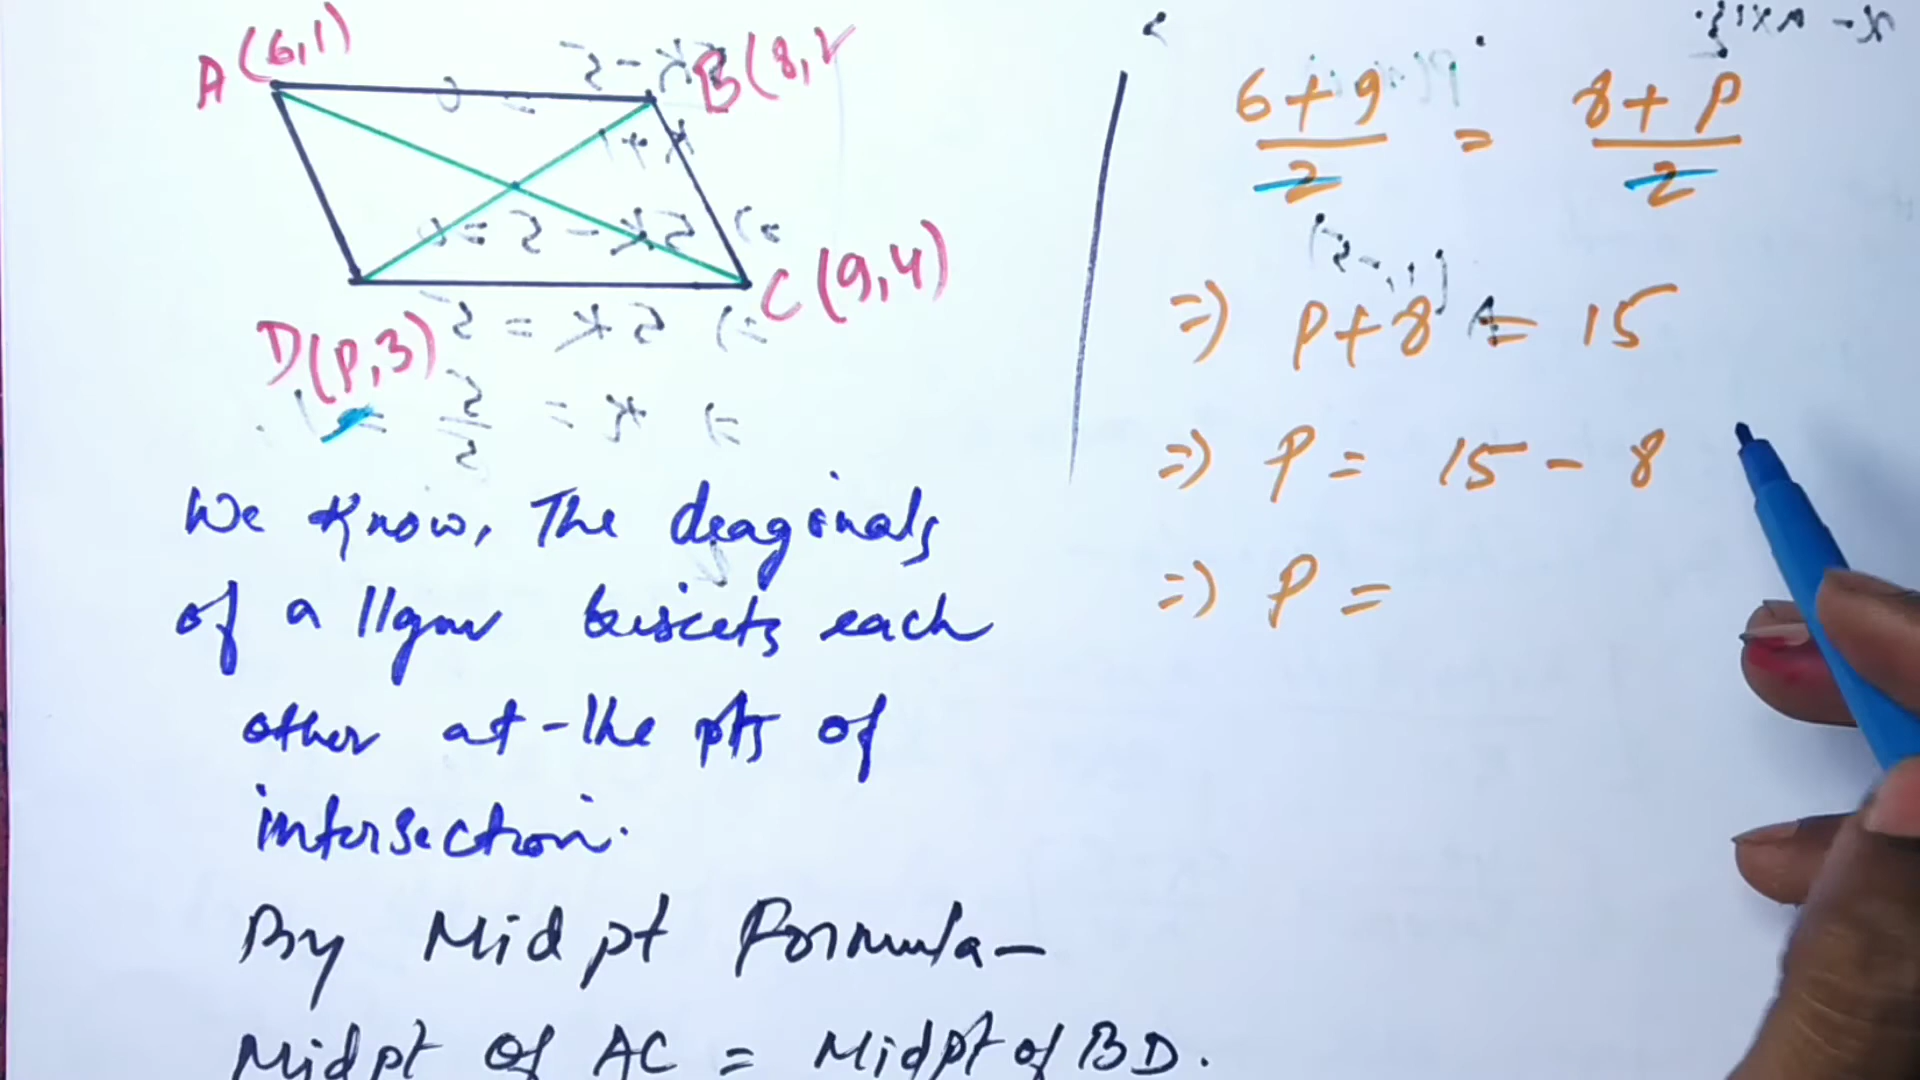 A(6,1)
B(8,
C(9,4)
D(P,3)
We know, The diagonals
of a llgm bisects each
other at the pts of
intersection.
By Mid pt Formula-
Midpt of AC = Midpt of BD.
6+9/2 = 8+P/2
=) P+8 = 15
=) P = 15 - 8
=) P =